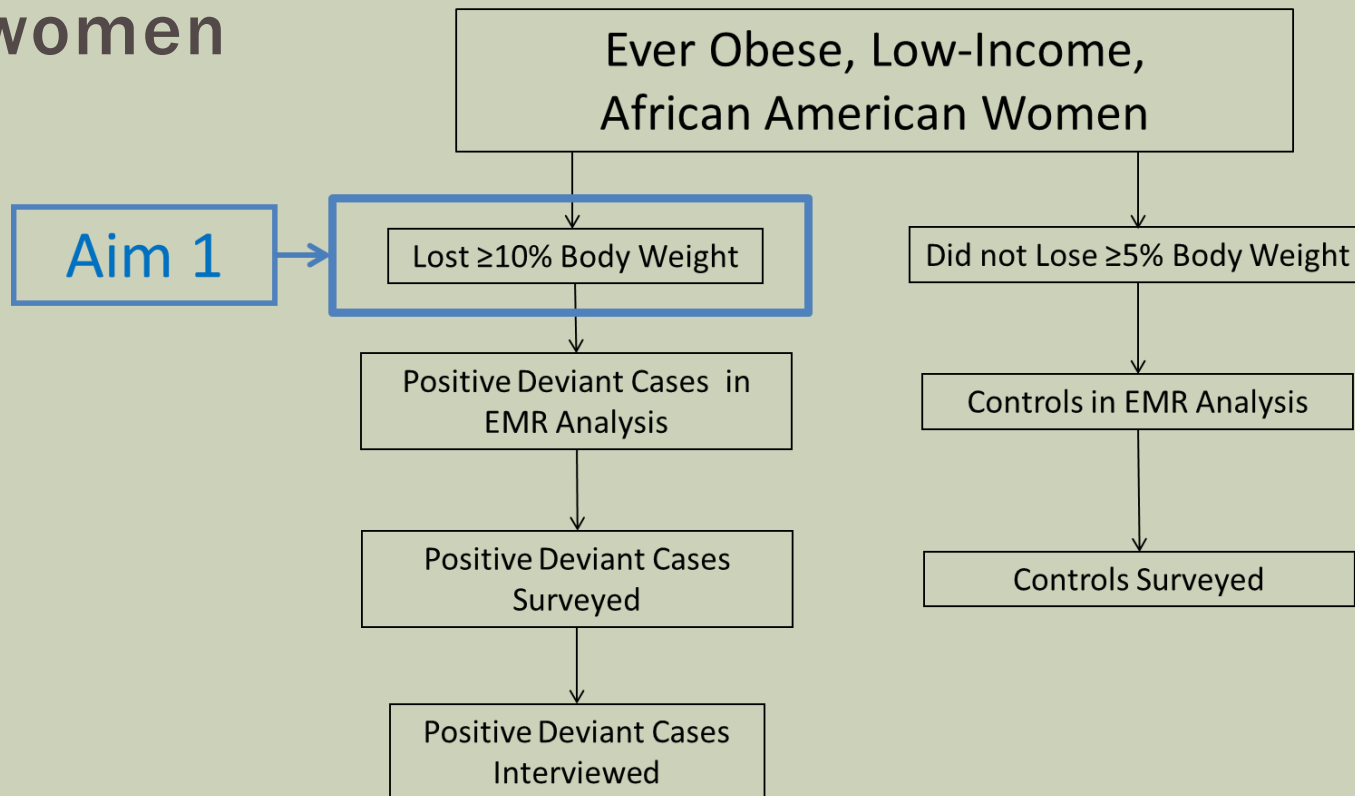 women
Ever Obese, Low-Income,
African American Women
Aim 1
Lost ≥10% Body Weight
Did not Lose ≥5% Body Weight
Positive Deviant Cases in
EMR Analysis
Controls in EMR Analysis
Positive Deviant Cases
Surveyed
Controls Surveyed
Positive Deviant Cases
Interviewed